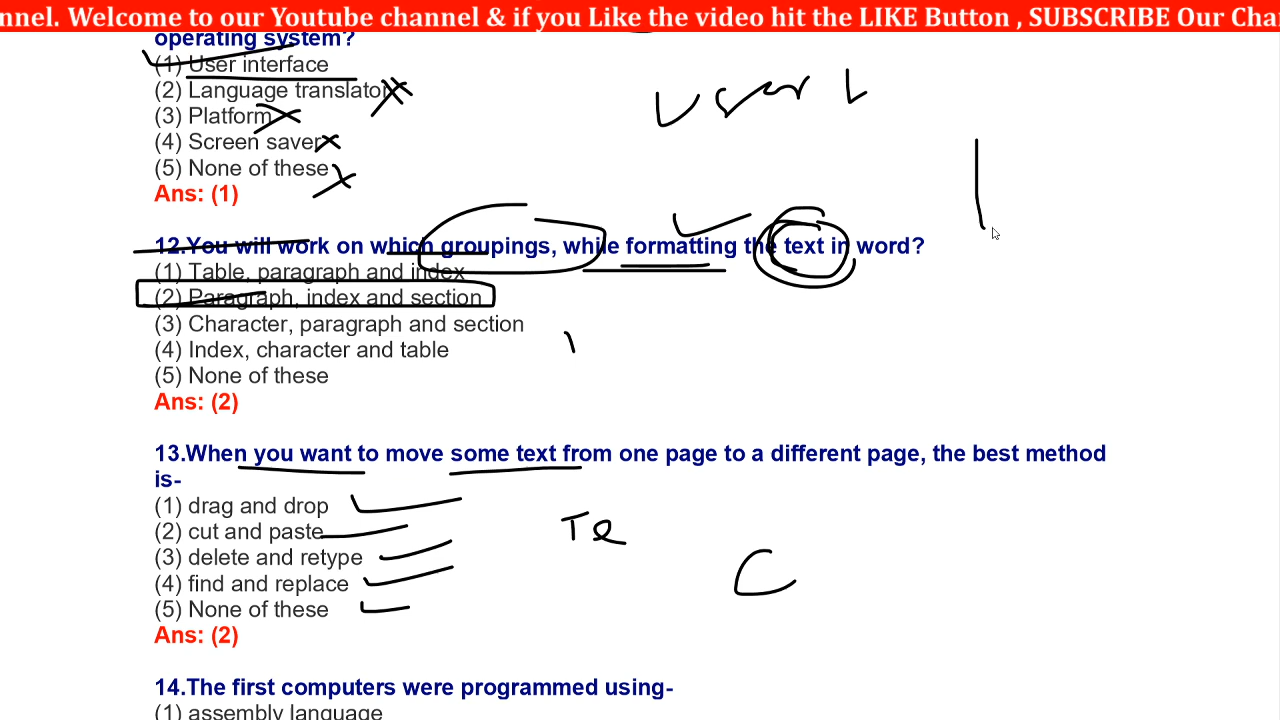 nnel. Welcome to our Youtube channel & if you Like the video hit the LIKE Button , SUBSCRIBE Our Cha
operating system?
(1) User interface
(2) Language translator
(3) Platform
(4) Screen saver
(5) None of these
Ans: (1)
user I
12.You will work on which groupings, while formatting the text in word?
(1) Table, paragraph and index
(2) Paragraph, index and section
(3) Character, paragraph and section
(4) Index, character and table
(5) None of these
Ans: (2)
13.When you want to move some text from one page to a different page, the best method
is-
(1) drag and drop
(2) cut and paste
(3) delete and retype
(4) find and replace
(5) None of these
Te
C
Ans: (2)
14.The first computers were programmed using-
(1) assembly language